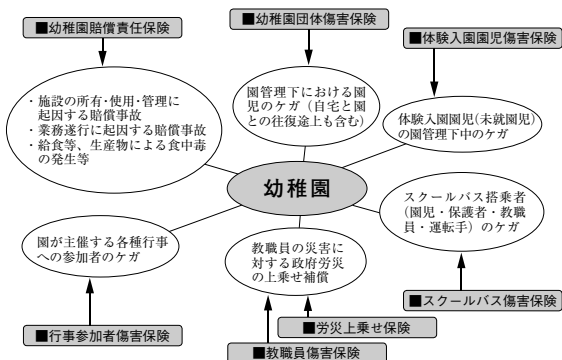 ■幼稚園賠償責任保険
■幼稚園団体傷害保険
■体験入園園児傷害保険
・施設の所有・使用・管理に
起因する賠償事故
・業務遂行に起因する賠償事故
・給食等、生産物による食中毒
の発生等
園管理下における園
児のケガ（自宅と園
との往復途上も含む）
体験入園園児（未就園児）
の園管理下中のケガ
幼稚園
スクールバス搭乗者
（園児・保護者・教職
員・運転手）のケガ
園が主催する各種行事
への参加者のケガ
教職員の災害に
対する政府労災
の上乗せ補償
■スクールバス傷害保険
■労災上乗せ保険
■行事参加者傷害保険
■教職員傷害保険